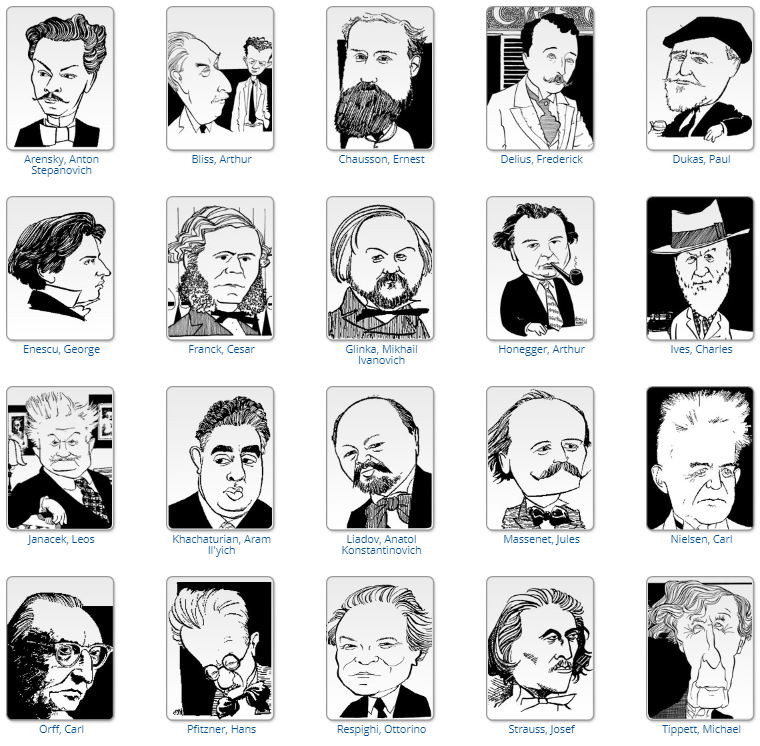 Arensky, Anton
Stepanovich
Bliss, Arthur
Chausson, Ernest
Delius, Frederick
Dukas, Paul
Enescu, George
Franck, Cesar
Glinka, Mikhail
Ivanovich
Honegger, Arthur
Ives, Charles
Janacek, Leos
Khachaturian, Aram
Il'yich
Liadov, Anatol
Konstantinovich
Massenet, Jules
Nielsen, Carl
Orff, Carl
Pfitzner, Hans
Respighi, Ottorino
Strauss, Josef
Tippett, Michael